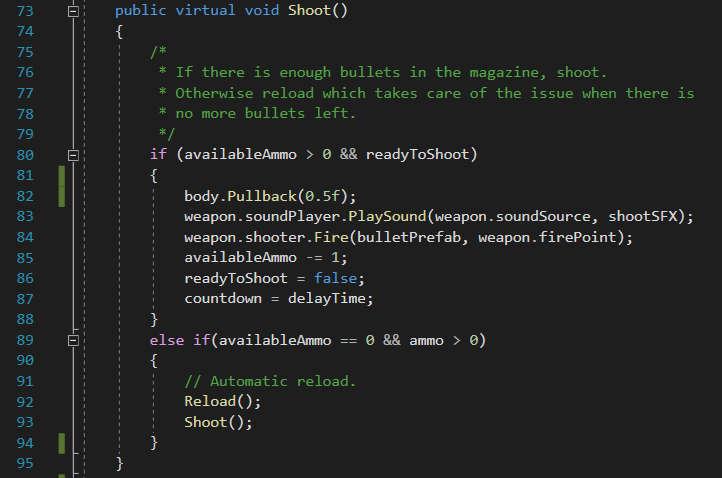 73 public virtual void Shoot()
74 {
75 /*
76 * If there is enough bullets in the magazine, shoot.
77 * Otherwise reload which takes care of the issue when there is
78 * no more bullets left.
79 */
80 if (availableAmmo > 0 && readyToShoot)
81 {
82 body.Pullback(0.5f);
83 weapon.soundPlayer.PlaySound(weapon.soundSource, shootSFX);
84 weapon.shooter.Fire(bulletPrefab, weapon.firePoint);
85 availableAmmo -= 1;
86 readyToShoot = false;
87 countdown = delayTime;
88 }
89 else if(availableAmmo == 0 && ammo > 0)
90 {
91 // Automatic reload.
92 Reload();
93 Shoot();
94 }
95 }